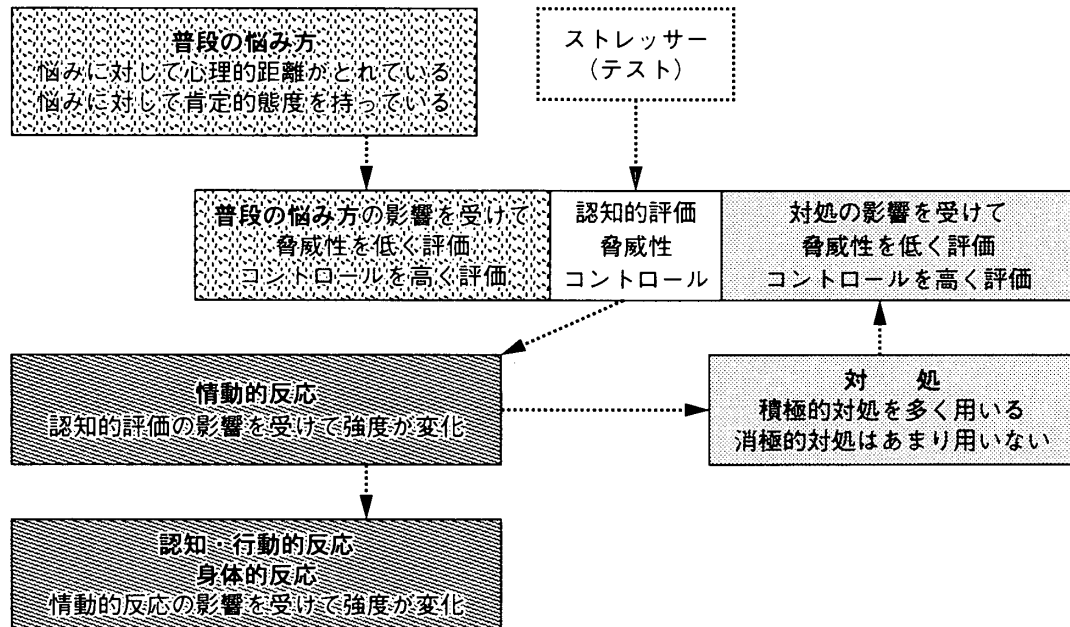 普段の悩み方
悩みに対して心理的距離がとれている
悩みに対して肯定的態度を持っている
ストレッサー
（テスト）
普段の悩み方の影響を受けて
脅威性を低く評価
コントロールを高く評価
認知的評価
脅威性
コントロール
対処の影響を受けて
脅威性を低く評価
コントロールを高く評価
情動的反応
認知的評価の影響を受けて強度が変化
対　処
積極的対処を多く用いる
消極的対処はあまり用いない
認知・行動的反応
身体的反応
情動的反応の影響を受けて強度が変化